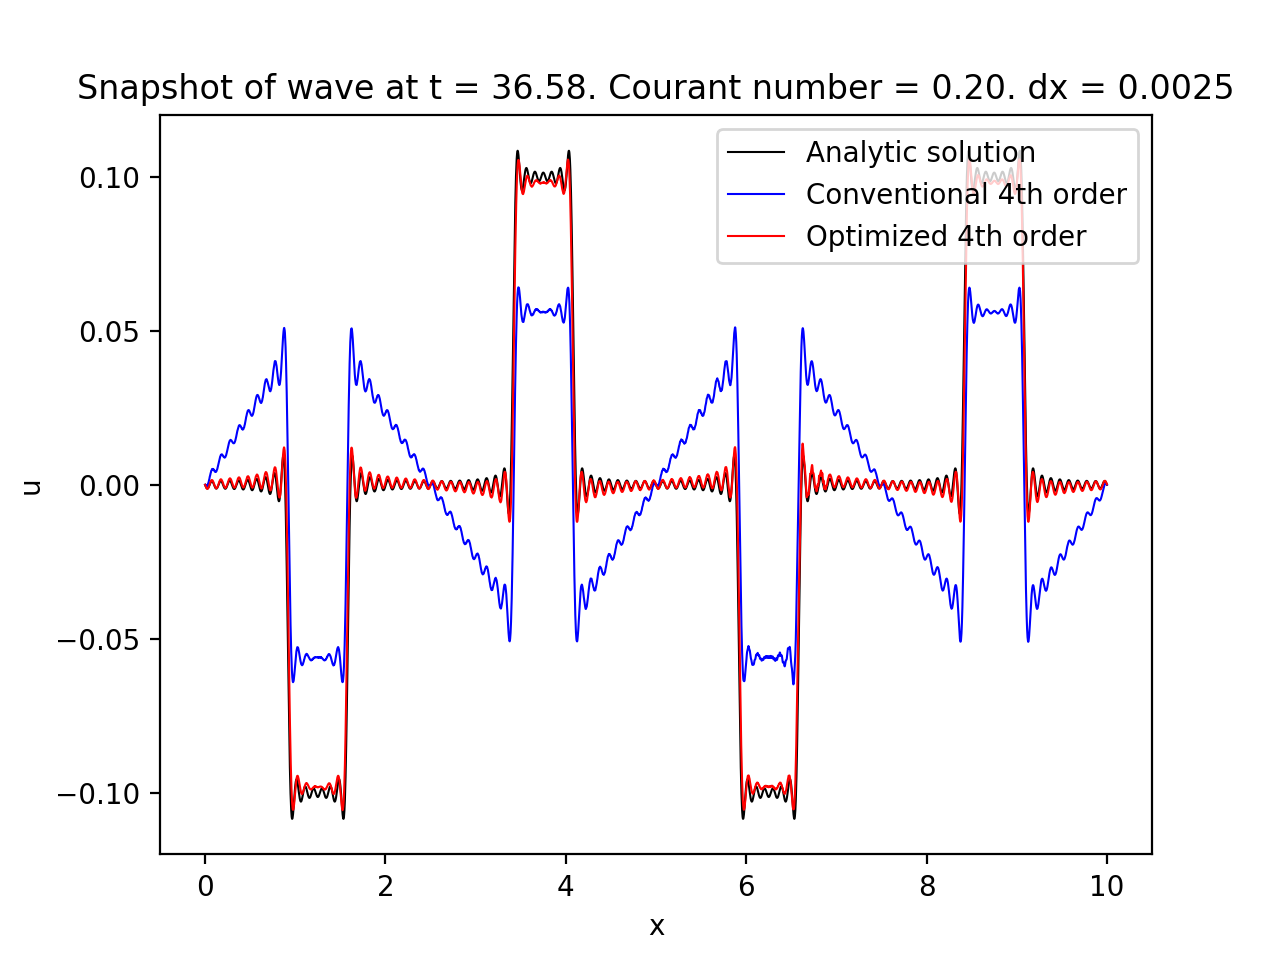 Snapshot of wave at t = 36.58. Courant number = 0.20. dx = 0.0025
Analytic solution
Conventional 4th order
Optimized 4th order
0.10
0.05
0.00
−0.05
−0.10
u
0 2 4 6 8 10
x